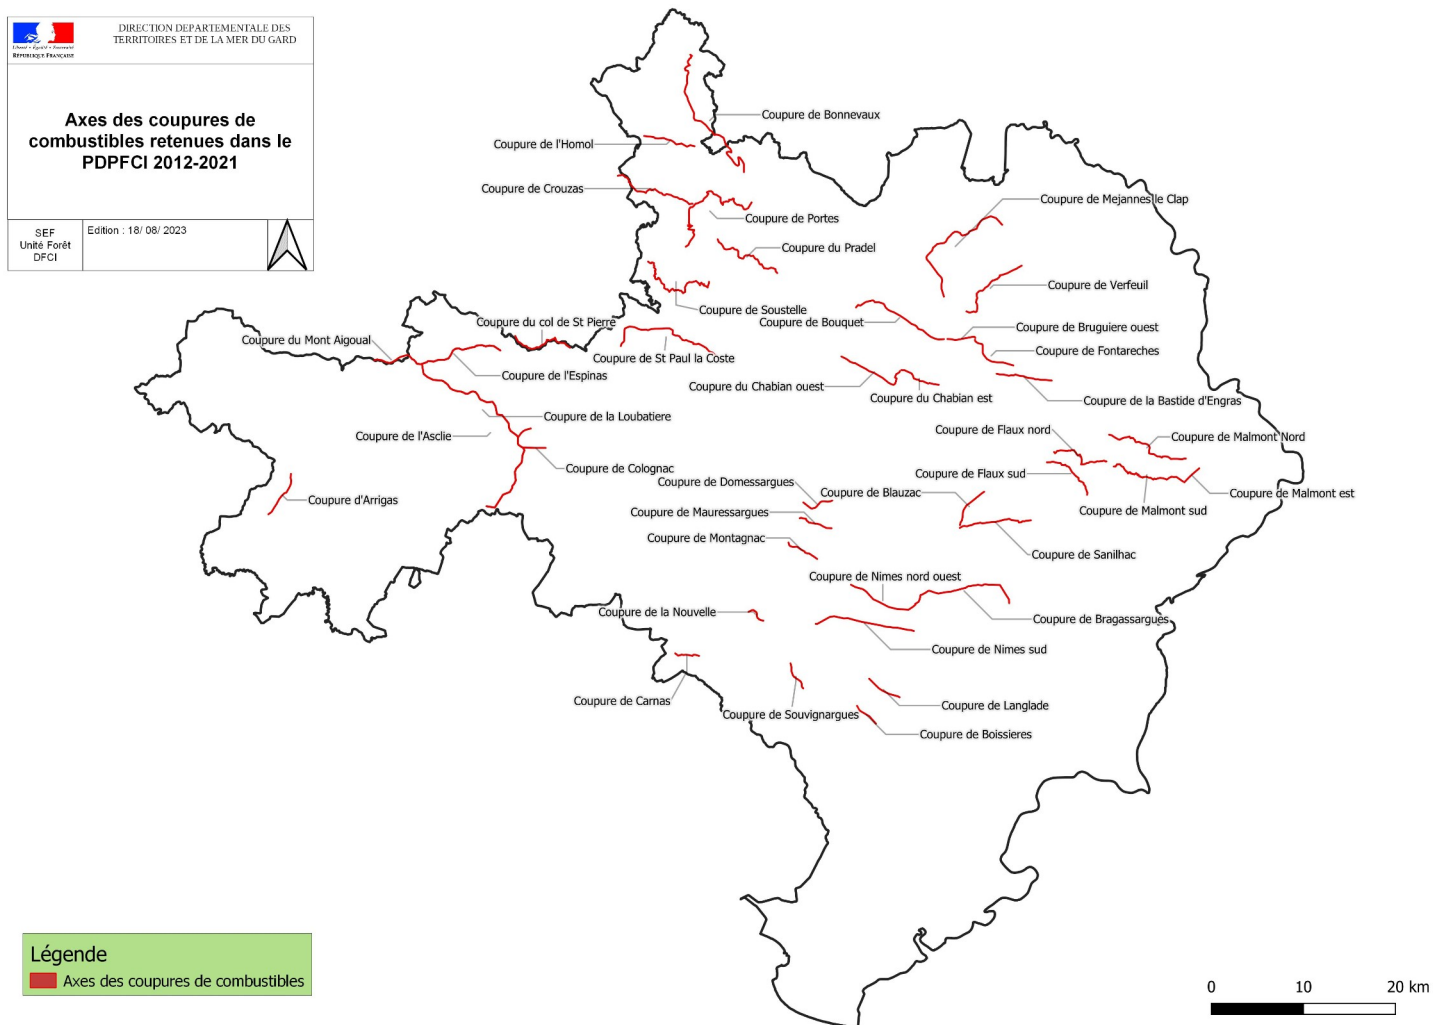 DIRECTION DEPARTEMENTALE DES
TERRITOIRES ET DE LA MER DU GARD
Liberté • Égalité • Fraternité
RÉPUBLIQUE FRANÇAISE
Axes des coupures de
combustibles retenues dans le
PDPFCI 2012-2021
SEF
Unité Forêt
DFCI
Edition : 18/ 08/ 2023
Coupure de Bonnevaux
Coupure de l'Homol
Coupure de Crouzas
Coupure de Mejannes le Clap
Coupure de Portes
Coupure du Pradel
Coupure de Verfeuil
Coupure de Soustelle
Coupure du col de St Pierre
Coupure de Bouquet
Coupure de Bruguiere ouest
Coupure du Mont Aigoual
Coupure de Fontareches
Coupure de St Paul la Coste
Coupure de l'Espinas
Coupure du Chabian ouest
Coupure du Chabian est
Coupure de la Bastide d'Engras
Coupure de la Loubatiere
Coupure de Flaux nord
Coupure de l'Asclie
Coupure de Malmont Nord
Coupure de Colognac
Coupure de Flaux sud
Coupure de Domessargues
Coupure de Blauzac
Coupure de Malmont est
Coupure d'Arrigas
Coupure de Mauressargues
Coupure de Malmont sud
Coupure de Montagnac
Coupure de Sanilhac
Coupure de Nimes nord ouest
Coupure de la Nouvelle
Coupure de Bragassargues
Coupure de Nimes sud
Coupure de Carnas
Coupure de Langlade
Coupure de Souvignargues
Coupure de Boissieres
Légende
Axes des coupures de combustibles
0 10 20 km